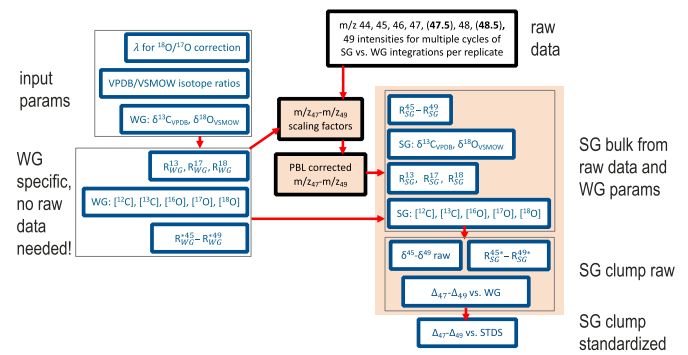 m/z 44, 45, 46, 47, (47.5), 48, (48.5),
49 intensities for multiple cycles of
SG vs. WG integrations per replicate
raw
data
input
params
λ for ¹⁸O/¹⁷O correction
VPDB/VSMOW isotope ratios
WG: δ¹³C_VPDB, δ¹⁸O_VSMOW
WG
specific,
no raw
data
needed!
R¹³_WG, R¹⁷_WG, R¹⁸_WG
WG: [¹²C], [¹³C], [¹⁶O], [¹⁷O], [¹⁸O]
R*⁴⁵_WG – R*⁴⁹_WG
m/z₄₇-m/z₄₉
scaling factors
PBL corrected
m/z₄₇-m/z₄₉
R⁴⁵_SG – R⁴⁹_SG
SG: δ¹³C_VPDB, δ¹⁸O_VSMOW
R¹³_SG, R¹⁷_SG, R¹⁸_SG
SG: [¹²C], [¹³C], [¹⁶O], [¹⁷O], [¹⁸O]
SG bulk from
raw data and
WG params
δ⁴⁵-δ⁴⁹ raw
R⁴⁵*_SG – R⁴⁹*_SG
Δ₄₇-Δ₄₉ vs. WG
SG clump raw
Δ₄₇-Δ₄₉ vs. STDS
SG clump
standardized